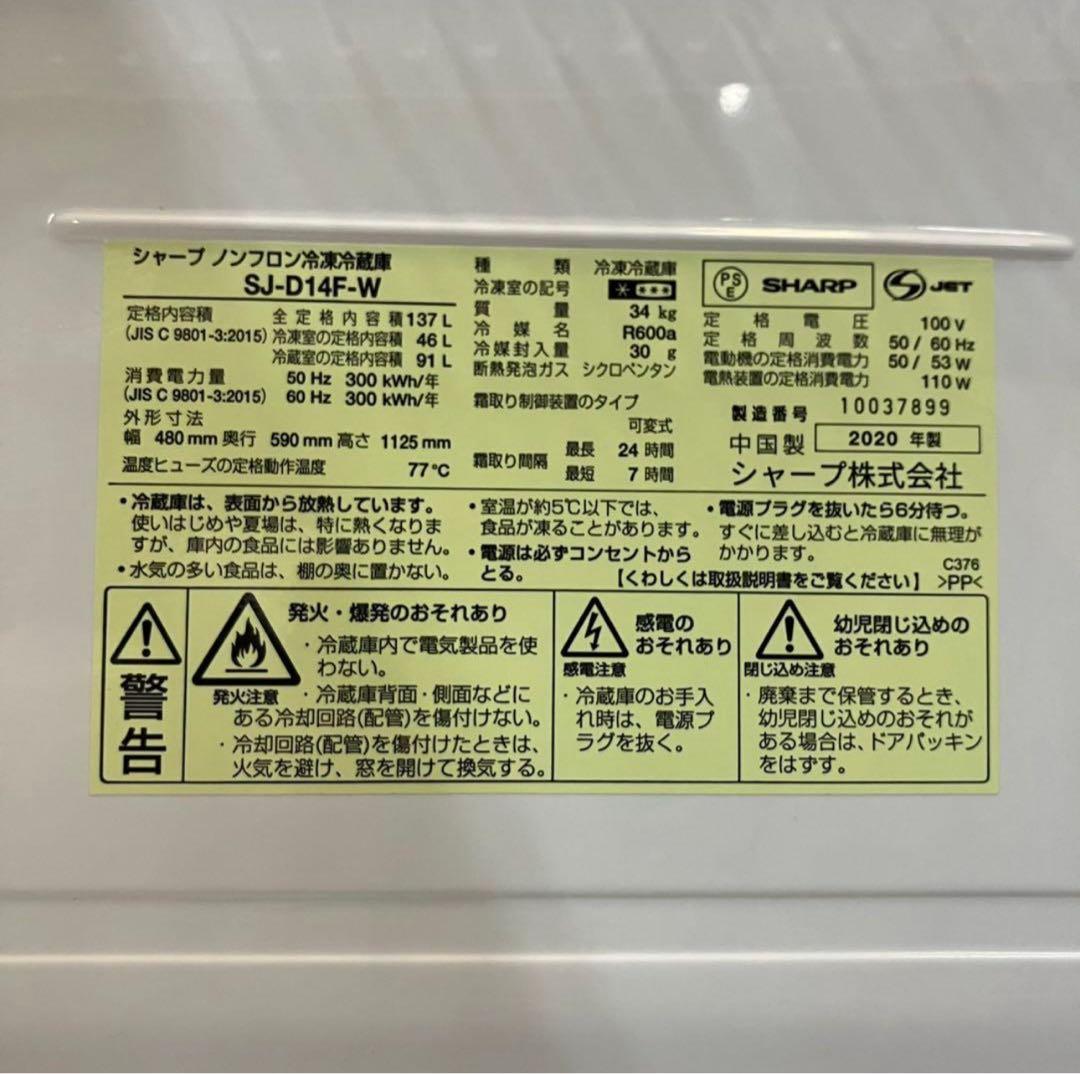 シャープ ノンフロン冷凍冷蔵庫
SJ-D14F-W
定格内容積 全定格内容積 137 L
(JIS C 9801-3:2015) 冷凍室の定格内容積 46 L
冷蔵室の定格内容積 91 L
消費電力量 50 Hz 300 kWh/年
(JIS C 9801-3:2015) 60 Hz 300 kWh/年
外形寸法
幅 480 mm 奥行 590 mm 高さ 1125 mm
温度ヒューズの定格動作温度 77℃
種類 冷凍冷蔵庫
冷凍室の記号
質量 34 kg
冷媒名 R600a
冷媒封入量 30 g
断熱発泡ガス シクロペンタン
霜取り制御装置のタイプ
可変式
霜取り間隔 最長 24 時間
最短 7 時間
PSE SHARP JET
定格電圧 100 V
定格周波数 50 / 60 Hz
電動機の定格消費電力 50 / 53 W
電熱装置の定格消費電力 110 W
製造番号 10037899
中国製 2020 年製
シャープ株式会社
・冷蔵庫は、表面から放熱しています。
使いはじめや夏場は、特に熱くなりま
すが、庫内の食品には影響ありません。
・水気の多い食品は、棚の奥に置かない。
・室温が約5℃以下では、
食品が凍ることがあります。
・電源は必ずコンセントから
とる。
・電源プラグを抜いたら6分待つ。
すぐに差し込むと冷蔵庫に無理が
かかります。
【くわしくは取扱説明書をご覧ください】
C376
>PP<
警告
発火注意
発火・爆発のおそれあり
・冷蔵庫内で電気製品を使
わない。
・冷蔵庫背面・側面などに
ある冷却回路(配管)を傷付けない。
・冷却回路(配管)を傷付けたときは、
火気を避け、窓を開けて換気する。
感電注意
感電の
おそれあり
・冷蔵庫のお手入
れ時は、電源プ
ラグを抜く。
閉じ込め注意
幼児閉じ込めの
おそれあり
・廃棄まで保管するとき、
幼児閉じ込めのおそれが
ある場合は、ドアパッキン
をはずす。